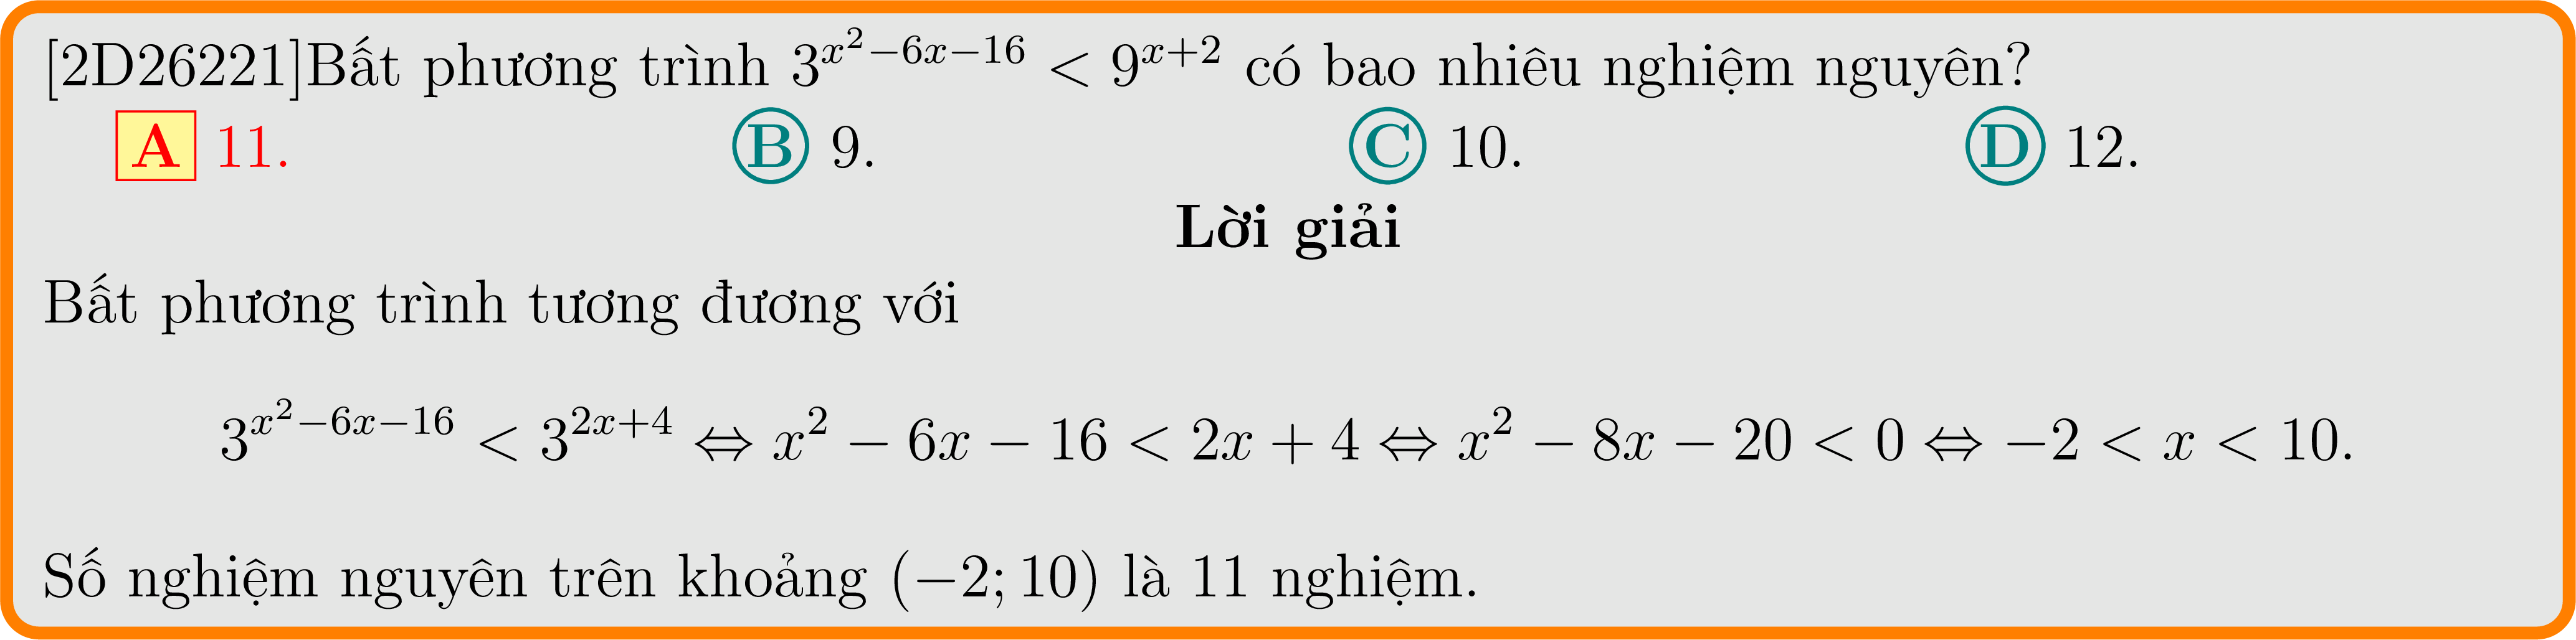 [2D26221]Bất phương trình $3^{x^2-6x-16} < 9^{x+2}$ có bao nhiêu nghiệm nguyên?
A 11. B 9. C 10. D 12.
Lời giải
Bất phương trình tương đương với
$3^{x^2-6x-16} < 3^{2x+4} \Leftrightarrow x^2 - 6x - 16 < 2x + 4 \Leftrightarrow x^2 - 8x - 20 < 0 \Leftrightarrow -2 < x < 10.$
Số nghiệm nguyên trên khoảng $(-2; 10)$ là 11 nghiệm.